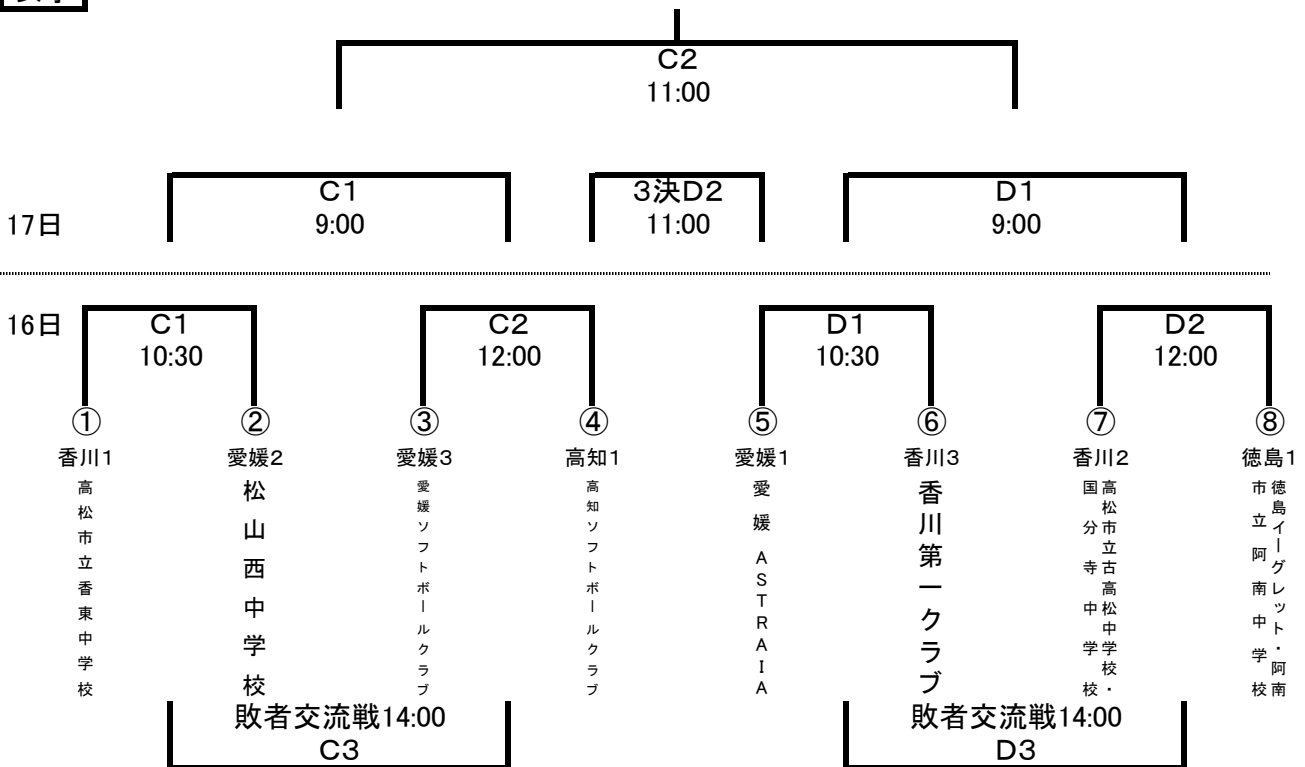 C2
11:00
C1
9:00
3決D2
11:00
D1
9:00
17日
16日
C1
10:30
C2
12:00
D1
10:30
D2
12:00
① ② ③ ④ ⑤ ⑥ ⑦ ⑧
香川1 愛媛2 愛媛3 高知1 愛媛1 香川3 香川2 徳島1
高松市立香東中学校
松山西中学校
愛媛ソフトボールクラブ
高知ソフトボールクラブ
愛媛 ASTRAIA
香川第一クラブ
高松市立古高松中学校・
国分寺中学校
徳島イーグレット・阿南
市立阿南中学校
敗者交流戦14:00
C3
敗者交流戦14:00
D3